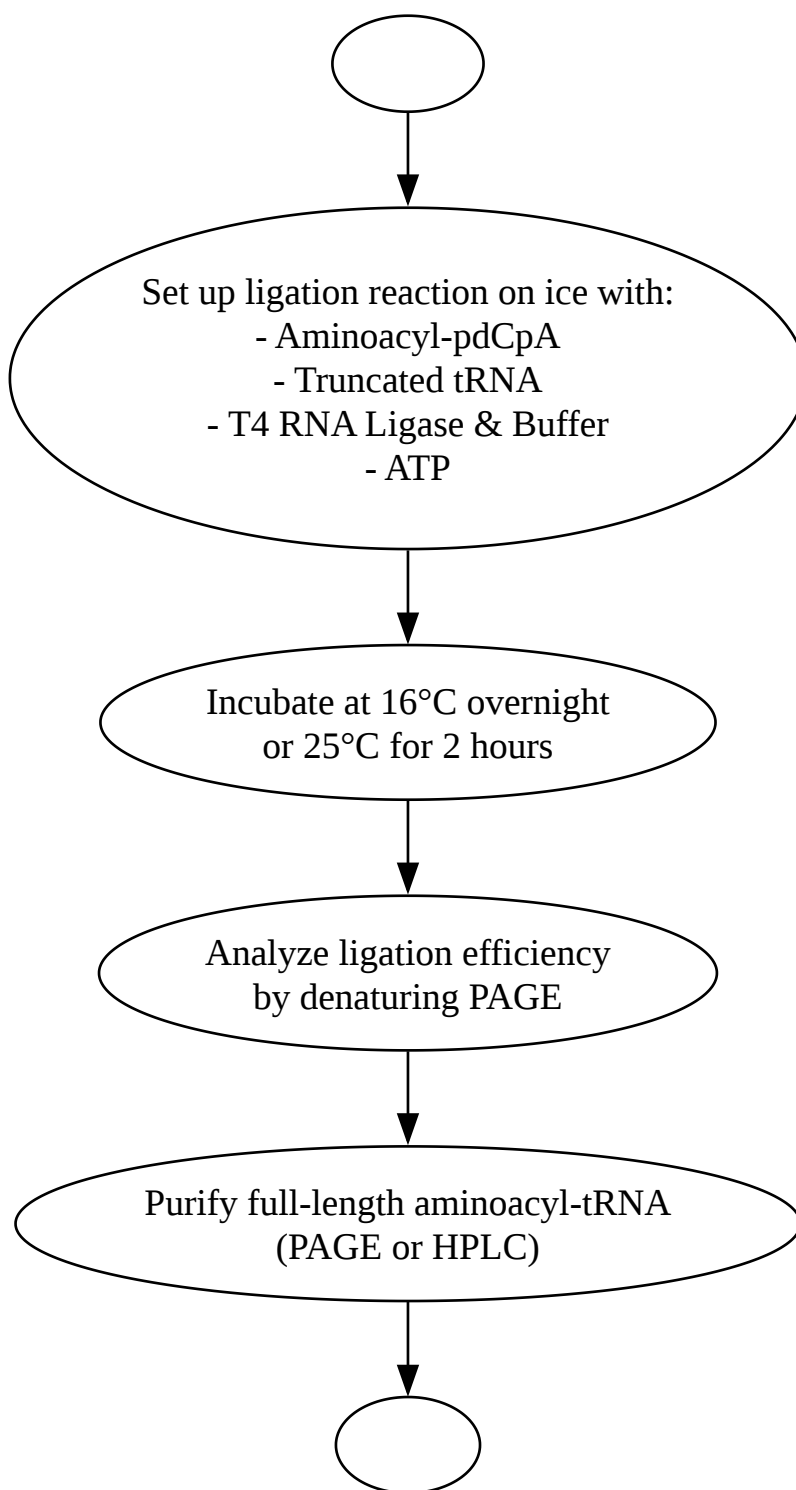 Set up ligation reaction on ice with:
- Aminoacyl-pdCpA
- Truncated tRNA
- T4 RNA Ligase & Buffer
- ATP
Incubate at 16°C overnight
or 25°C for 2 hours
Analyze ligation efficiency
by denaturing PAGE
Purify full-length aminoacyl-tRNA
(PAGE or HPLC)